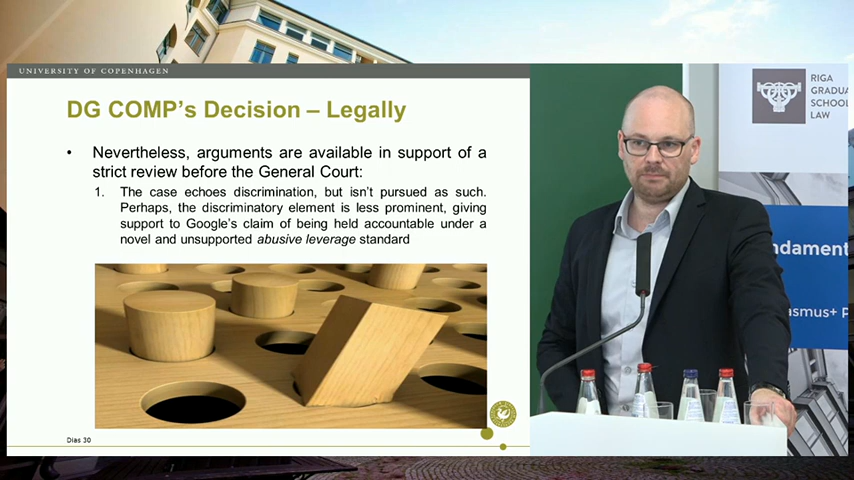 UNIVERSITY OF COPENHAGEN
DG COMP's Decision – Legally
• Nevertheless, arguments are available in support of a
strict review before the General Court:
1. The case echoes discrimination, but isn't pursued as such.
Perhaps, the discriminatory element is less prominent, giving
support to Google's claim of being held accountable under a
novel and unsupported abusive leverage standard
Dias 30
RIGA
GRADUA
SCHOOL
LAW
ndament
asmus+ P